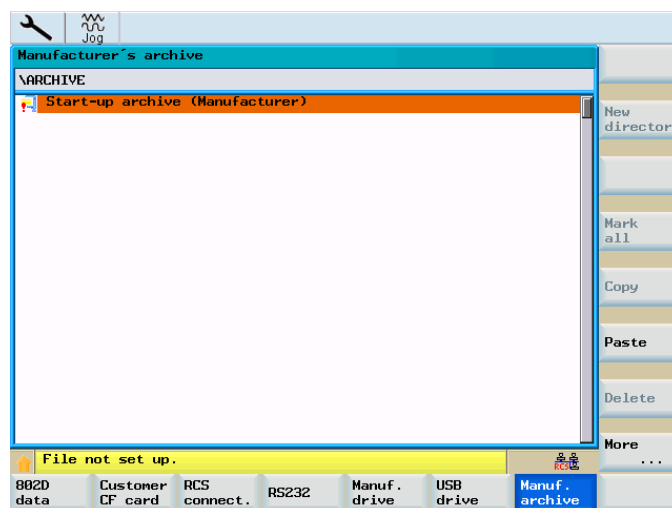 Jog
Manufacturer´s archive
\ARCHIVE
Start-up archive (Manufacturer)
New
director
Mark
all
Copy
Paste
Delete
More
...
File not set up.
RCS
802D
data
Customer
CF card
RCS
connect.
RS232
Manuf.
drive
USB
drive
Manuf.
archive